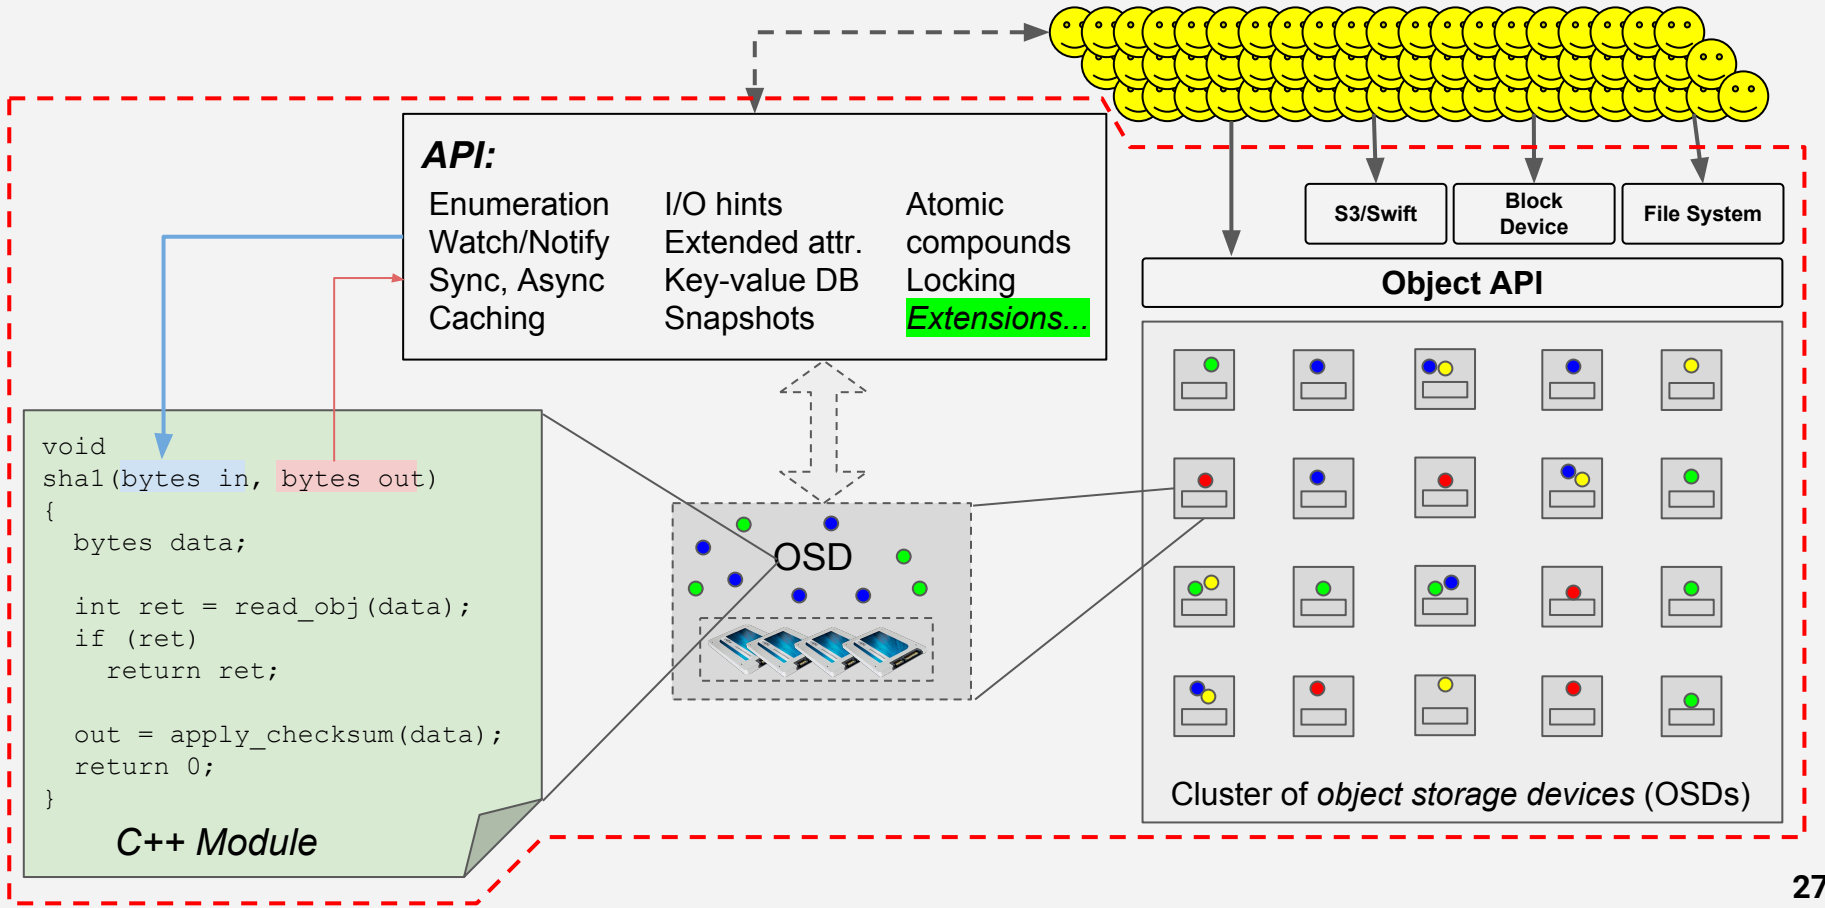 API:
Enumeration
Watch/Notify
Sync, Async
Caching
I/O hints
Extended attr.
Key-value DB
Snapshots
Atomic
compounds
Locking
Extensions...
S3/Swift
Block
Device
File System
Object API
void
sha1(bytes in, bytes out)
{
bytes data;
int ret = read_obj(data);
if (ret)
return ret;
out = apply_checksum(data);
return 0;
}
C++ Module
OSD
Cluster of object storage devices (OSDs)
27